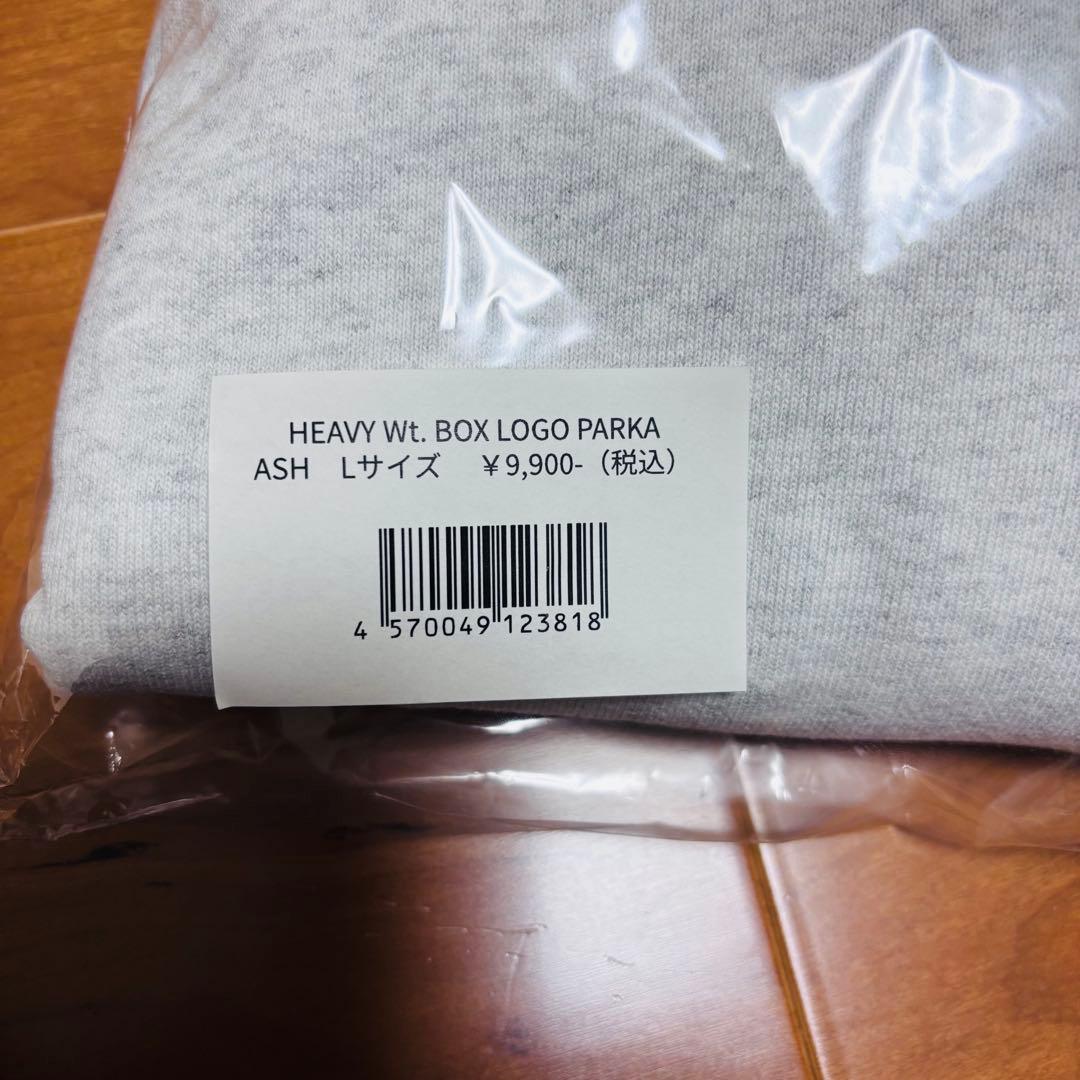 HEAVY Wt. BOX LOGO PARKA
ASH　Lサイズ　￥9,900-（税込）
4 570049 123818